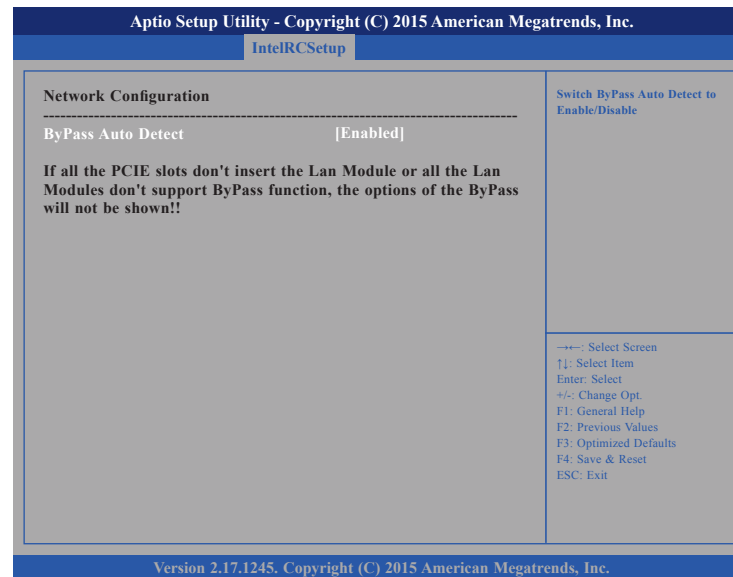 Aptio Setup Utility - Copyright (C) 2015 American Megatrends, Inc.
IntelRCSetup
Network Configuration
--------------------------------------------------------------------------------
ByPass Auto Detect [Enabled]
If all the PCIE slots don't insert the Lan Module or all the Lan
Modules don't support ByPass function, the options of the ByPass
will not be shown!!
Switch ByPass Auto Detect to
Enable/Disable
→←: Select Screen
↑↓: Select Item
Enter: Select
+/-: Change Opt.
F1: General Help
F2: Previous Values
F3: Optimized Defaults
F4: Save & Reset
ESC: Exit
Version 2.17.1245. Copyright (C) 2015 American Megatrends, Inc.